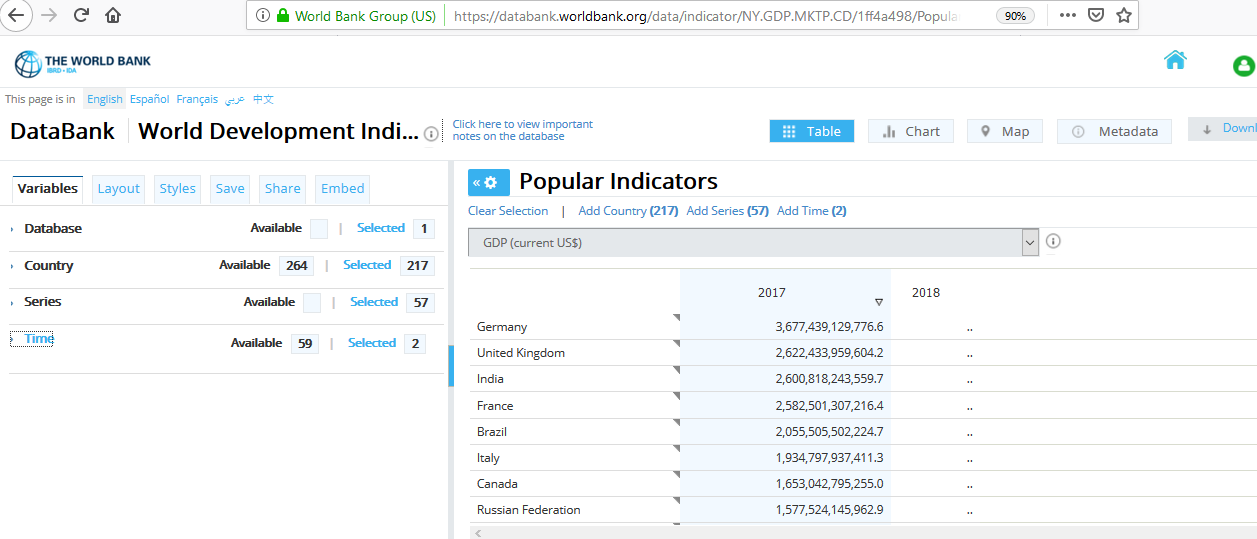 World Bank Group (US) https://databank.worldbank.org/data/indicator/NY.GDP.MKTP.CD/1ff4a498/Popula 90%
THE WORLD BANK
IBRD • IDA
This page is in English Español Français عربي 中文
DataBank World Development Indi... Click here to view important
notes on the database
Table Chart Map Metadata Downl
Variables Layout Styles Save Share Embed
Database Available | Selected 1
Country Available 264 | Selected 217
Series Available | Selected 57
Time Available 59 | Selected 2
« Popular Indicators
Clear Selection | Add Country (217) Add Series (57) Add Time (2)
GDP (current US$)
2017 2018
Germany 3,677,439,129,776.6 ..
United Kingdom 2,622,433,959,604.2 ..
India 2,600,818,243,559.7 ..
France 2,582,501,307,216.4 ..
Brazil 2,055,505,502,224.7 ..
Italy 1,934,797,937,411.3 ..
Canada 1,653,042,795,255.0 ..
Russian Federation 1,577,524,145,962.9 ..